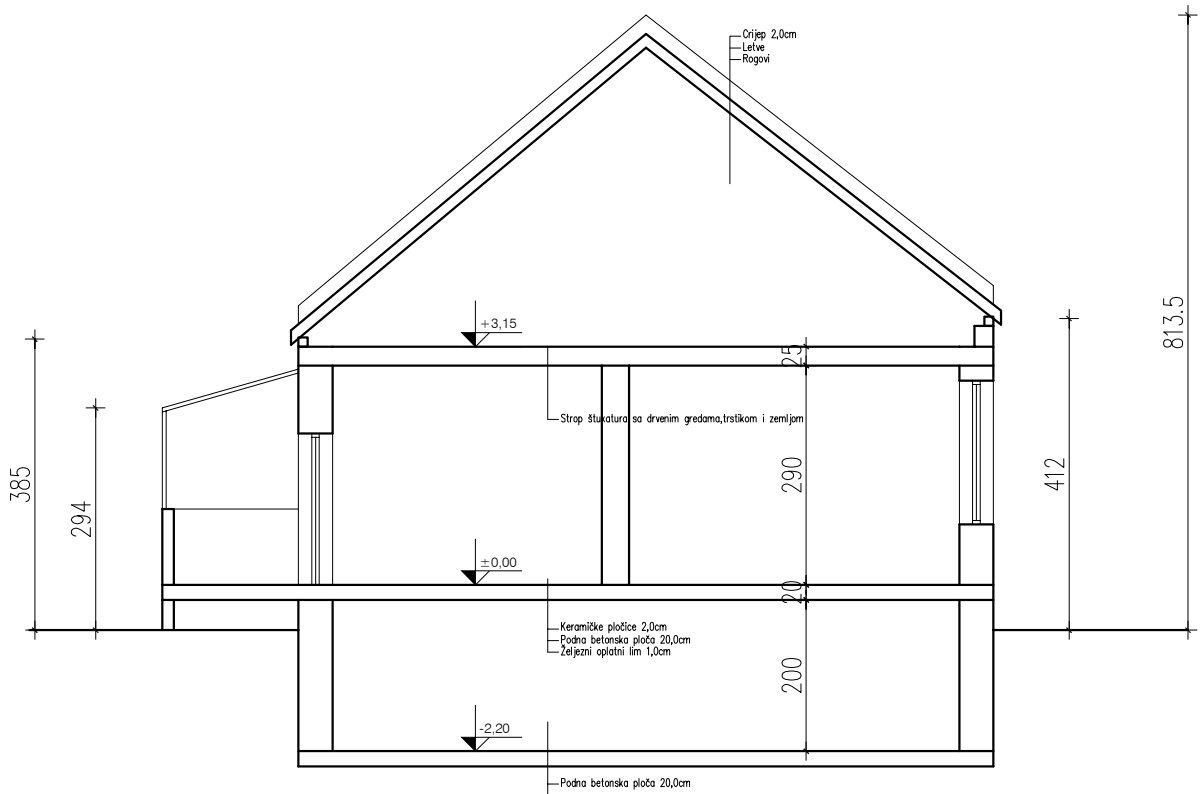 Crijep 2,0cm
Letve
Rogovi
813.5
+3,15
25
Strop štukatura sa drvenim gredama,trstikom i zemljom
385
294
290
412
±0,00
20
Keramičke pločice 2,0cm
Podna betonska ploča 20,0cm
Željezni oplatni lim 1,0cm
200
-2,20
Podna betonska ploča 20,0cm